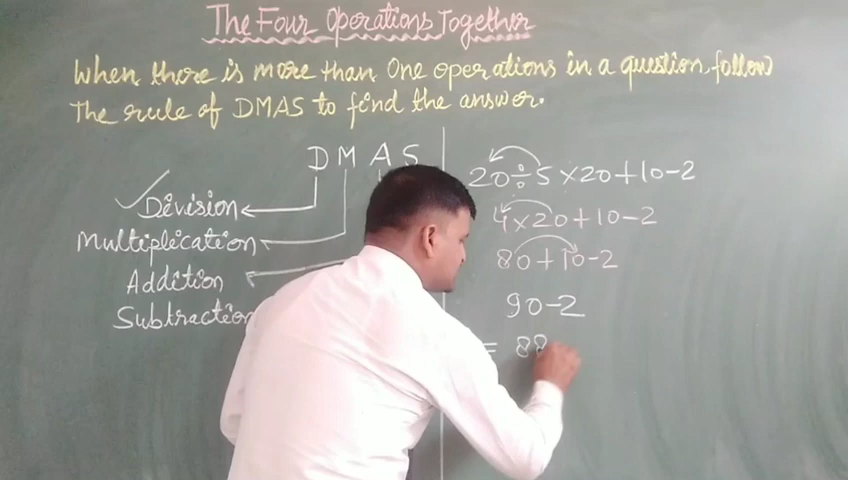 The Four Operations Together
When there is more than One operations in a question, follow
The rule of DMAS to find the answer.
D M A S
Division
Multiplication
Addition
Subtraction
20÷5×20+10-2
4×20+10-2
80+10-2
90-2
= 88